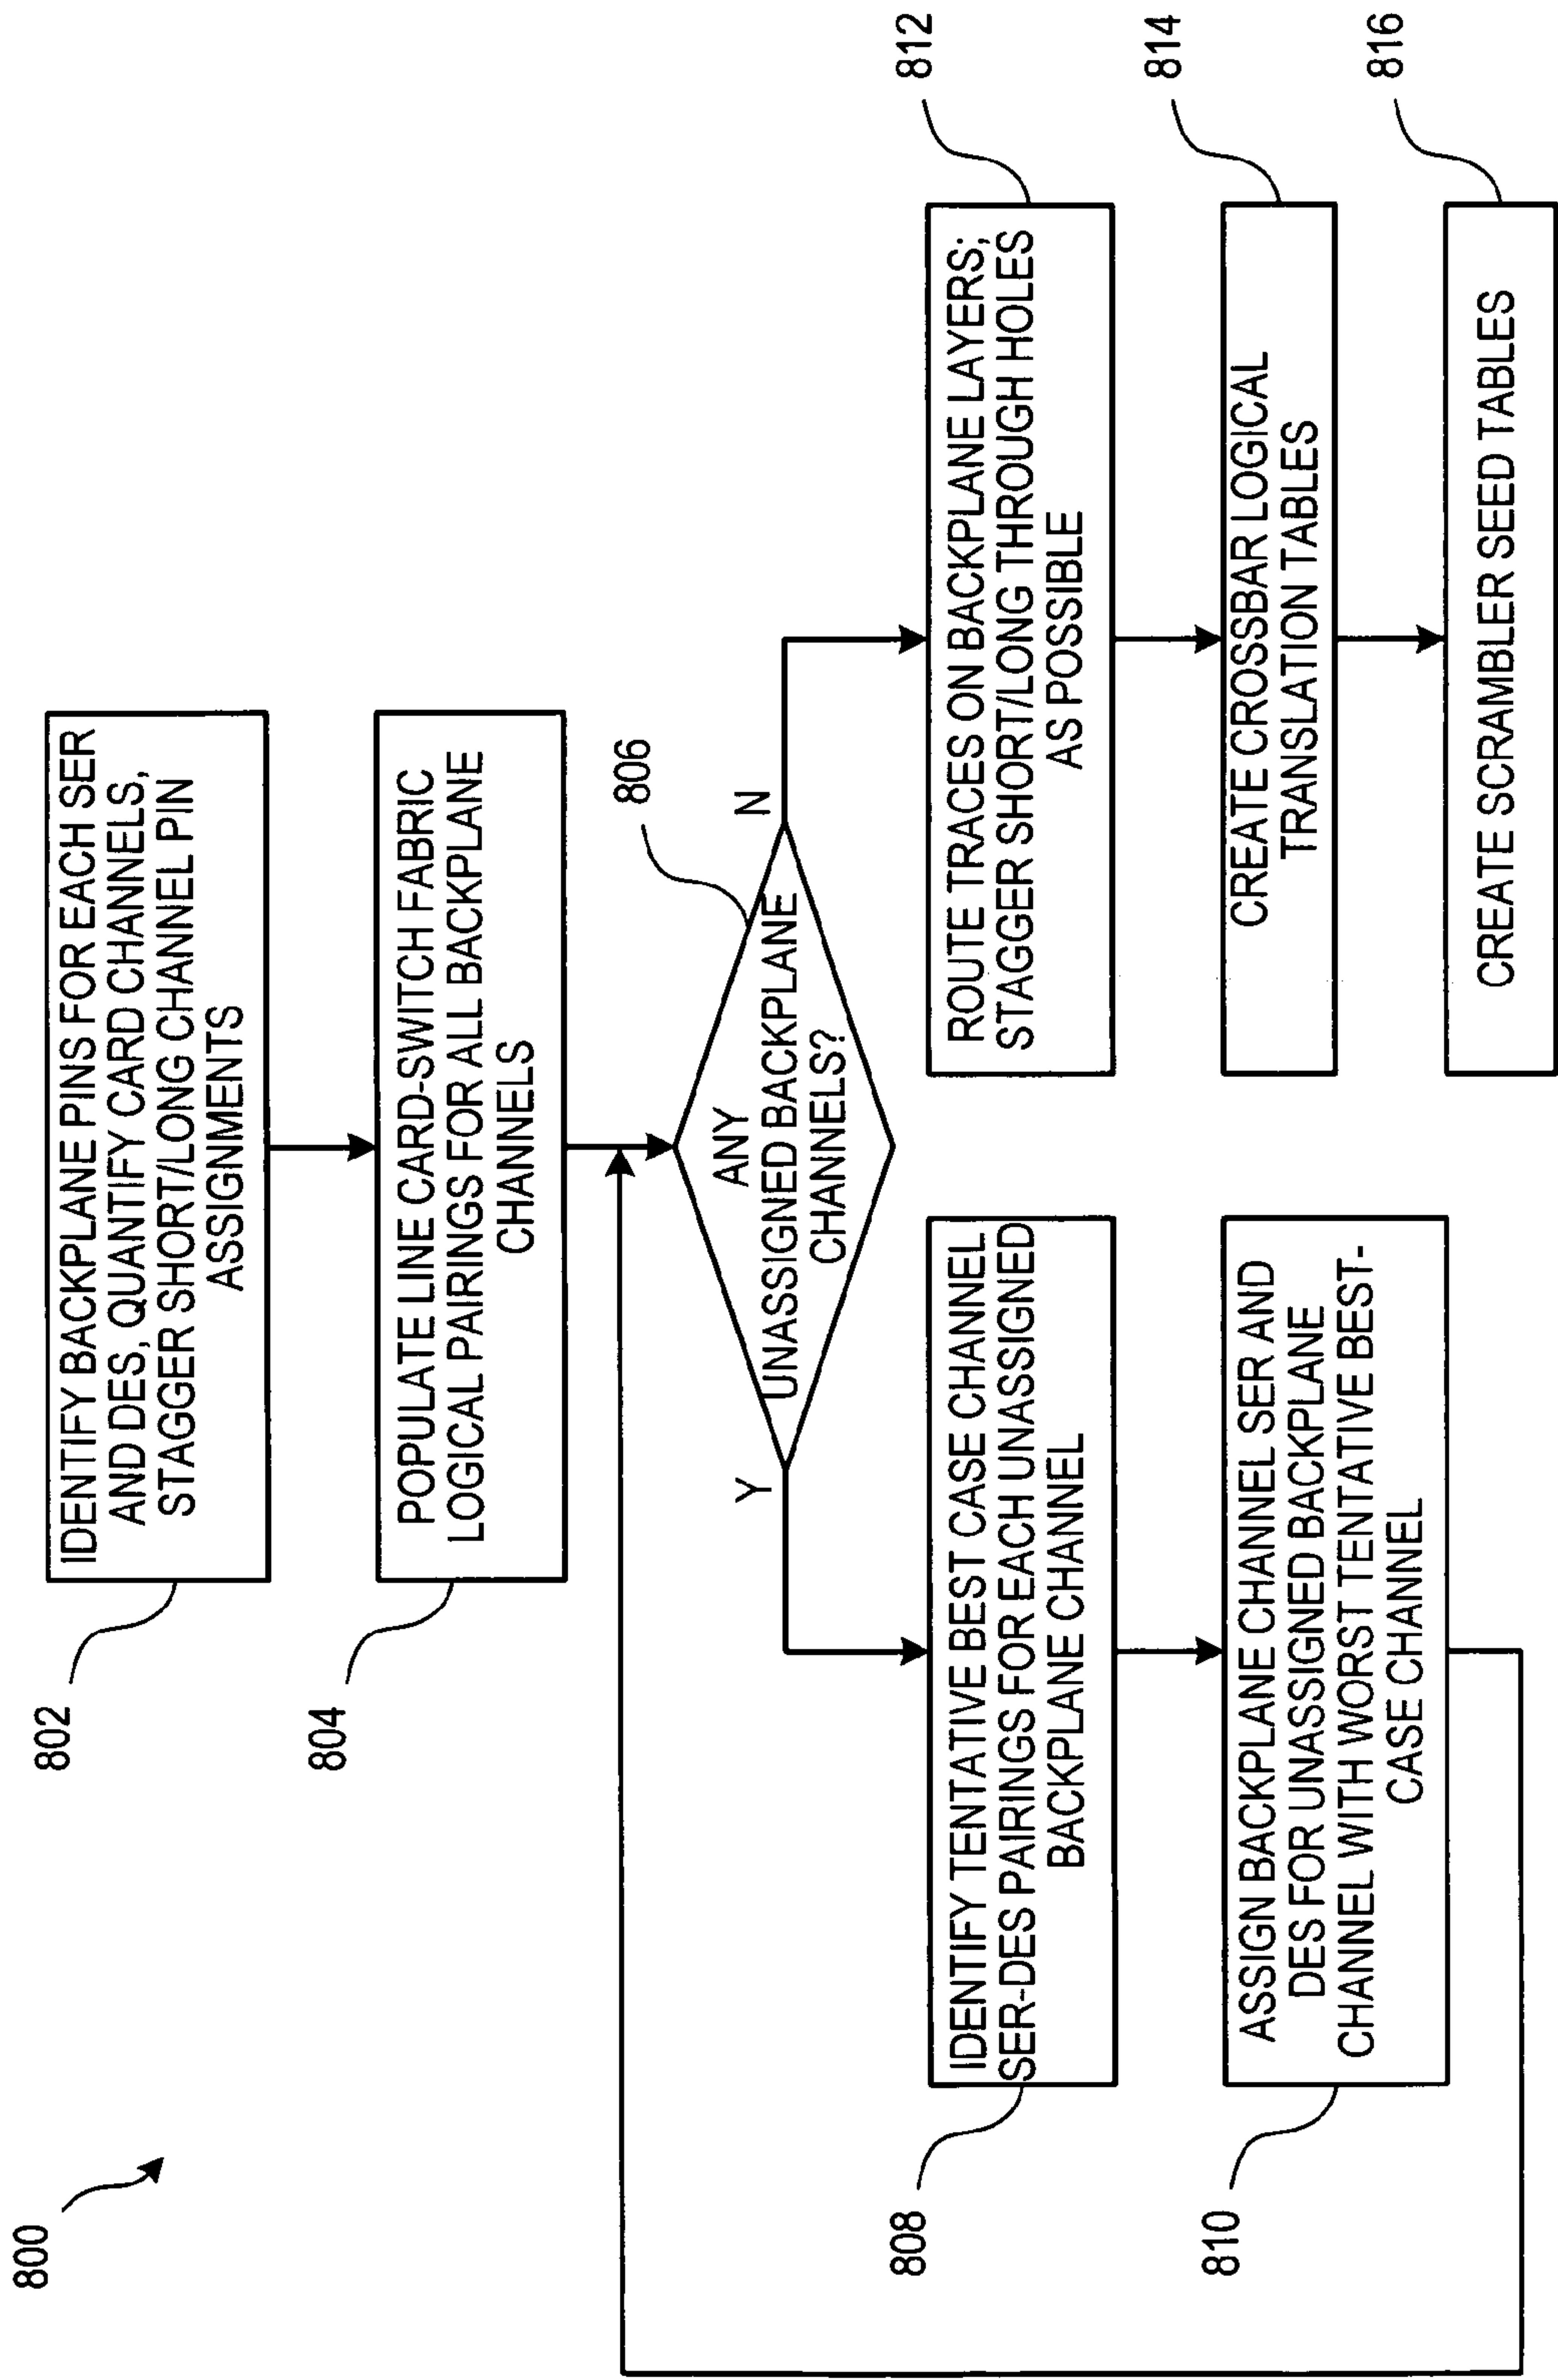 800
802
IDENTIFY BACKPLANE PINS FOR EACH SER
AND DES, QUANTIFY CARD CHANNELS,
STAGGER SHORT/LONG CHANNEL PIN
ASSIGNMENTS
804
POPULATE LINE CARD-SWITCH FABRIC
LOGICAL PAIRINGS FOR ALL BACKPLANE
CHANNELS
806
ANY
UNASSIGNED BACKPLANE
CHANNELS?
Y
N
808
IDENTIFY TENTATIVE BEST CASE CHANNEL
SER-DES PAIRINGS FOR EACH UNASSIGNED
BACKPLANE CHANNEL
810
ASSIGN BACKPLANE CHANNEL SER AND
DES FOR UNASSIGNED BACKPLANE
CHANNEL WITH WORST TENTATIVE BEST-
CASE CHANNEL
812
ROUTE TRACES ON BACKPLANE LAYERS;
STAGGER SHORT/LONG THROUGH HOLES
AS POSSIBLE
814
CREATE CROSSBAR LOGICAL
TRANSLATION TABLES
816
CREATE SCRAMBLER SEED TABLES